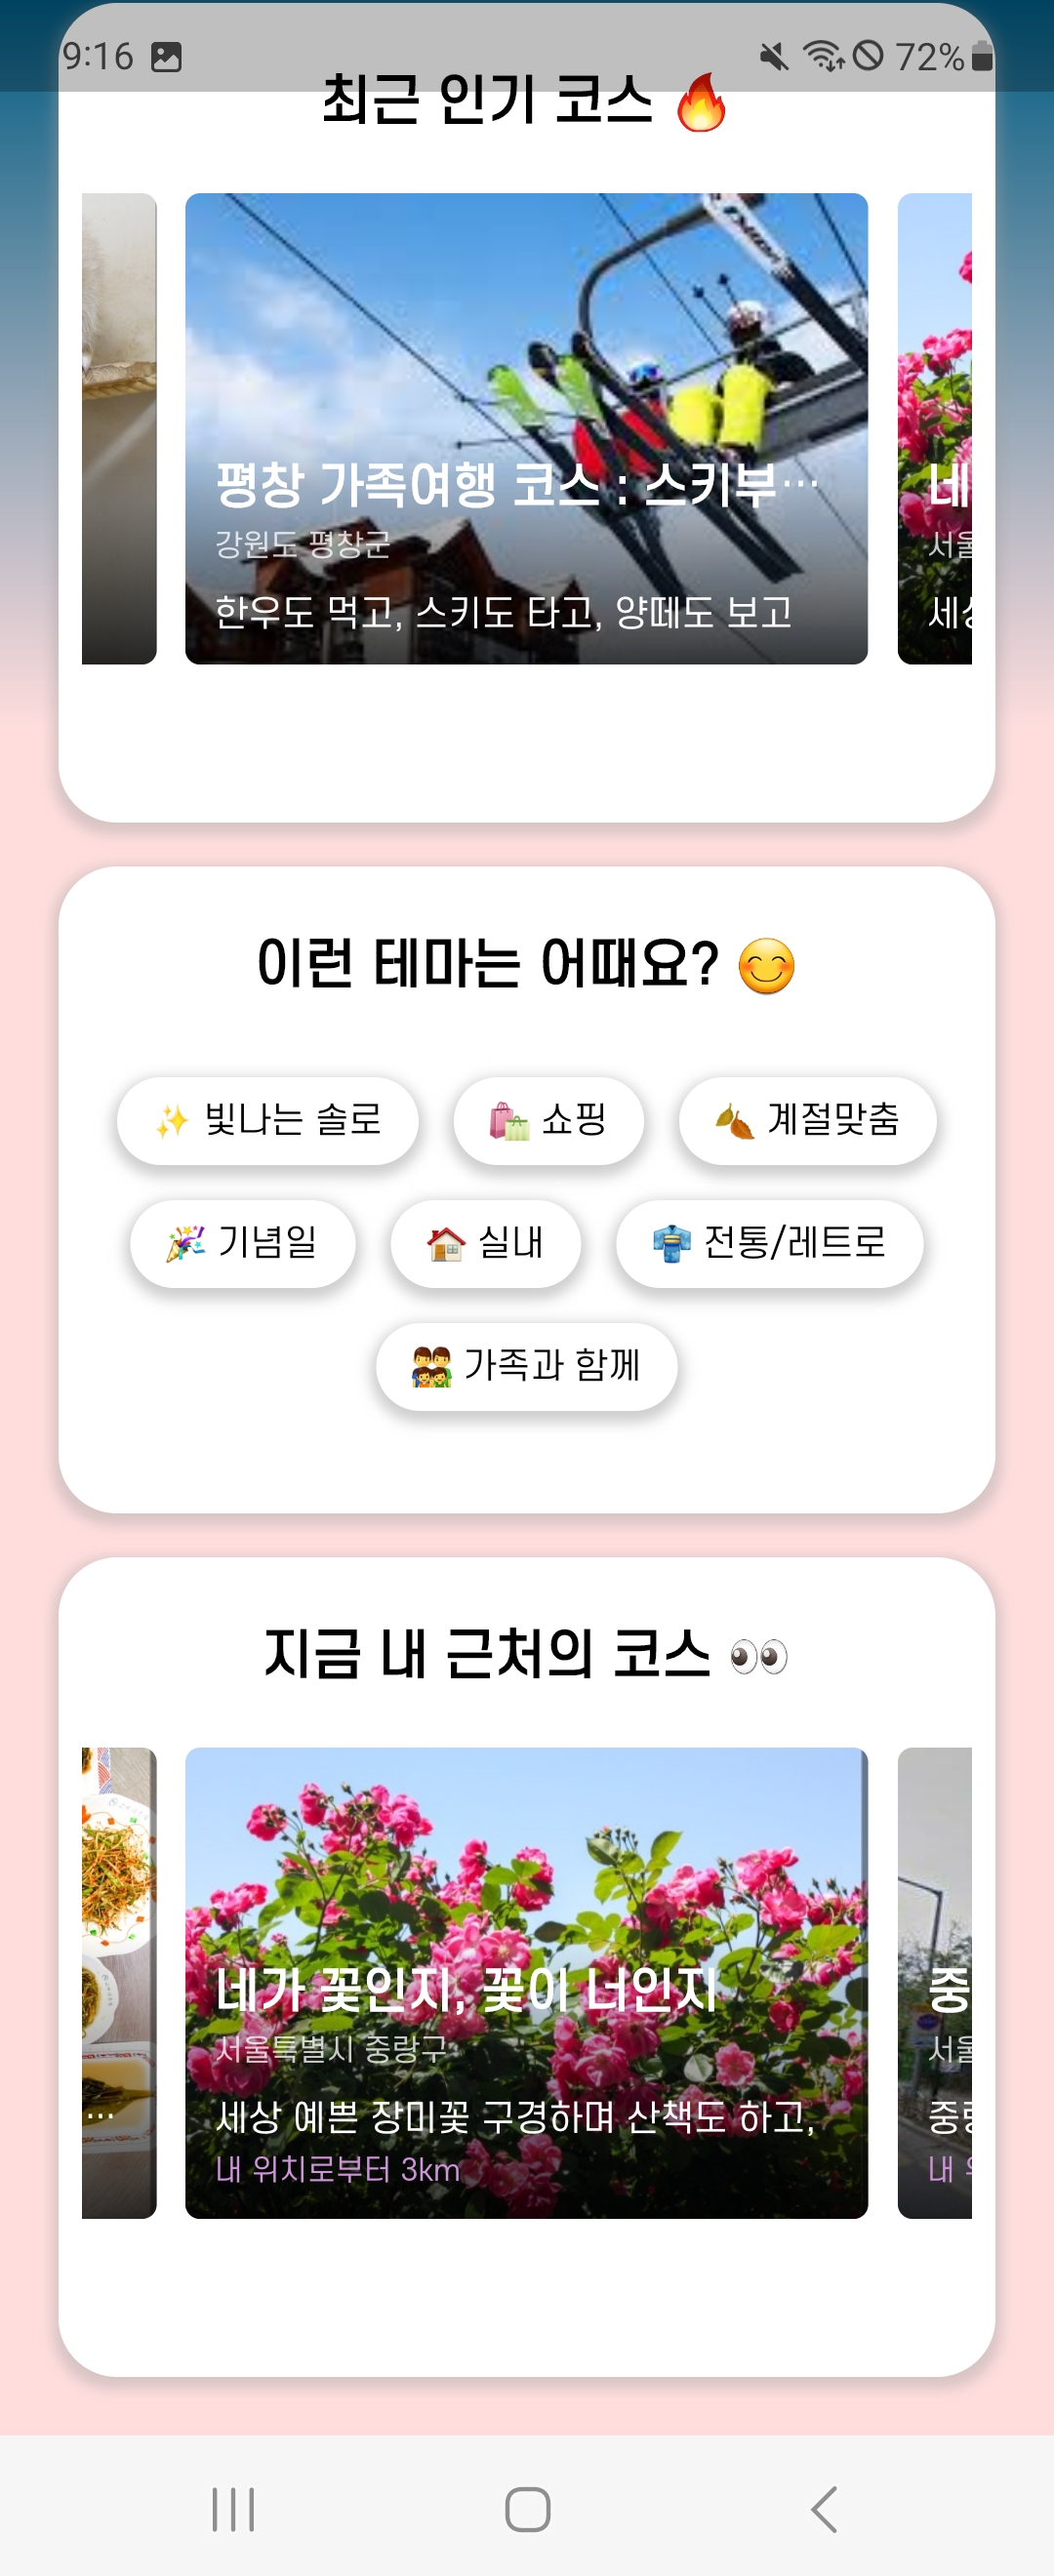 9:16 72%
최근 인기 코스 🔥
평창 가족여행 코스 : 스키부…
강원도 평창군
한우도 먹고, 스키도 타고, 양떼도 보고
네
서울
세상
이런 테마는 어때요? 😊
✨ 빛나는 솔로
🛍️ 쇼핑
🍂 계절맞춤
🎉 기념일
🏠 실내
👘 전통/레트로
👨‍👨‍👧‍👦 가족과 함께
지금 내 근처의 코스 👀
…
네가 꽃인지, 꽃이 너인지
서울특별시 중랑구
세상 예쁜 장미꽃 구경하며 산책도 하고,
내 위치로부터 3km
중
서울
중랑
내